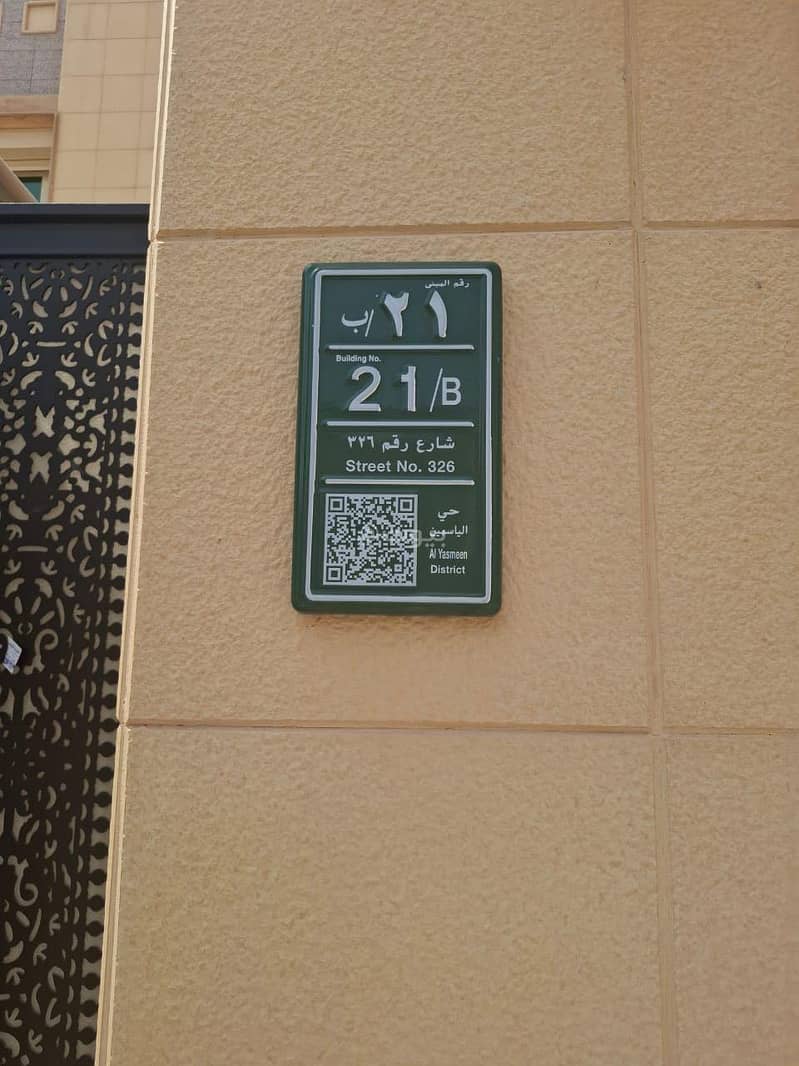 رقم المبنى
٢١/ب
Building No.
21/B
شارع رقم ٣٢٦
Street No. 326
حي
الياسمين
Al Yasmeen
District